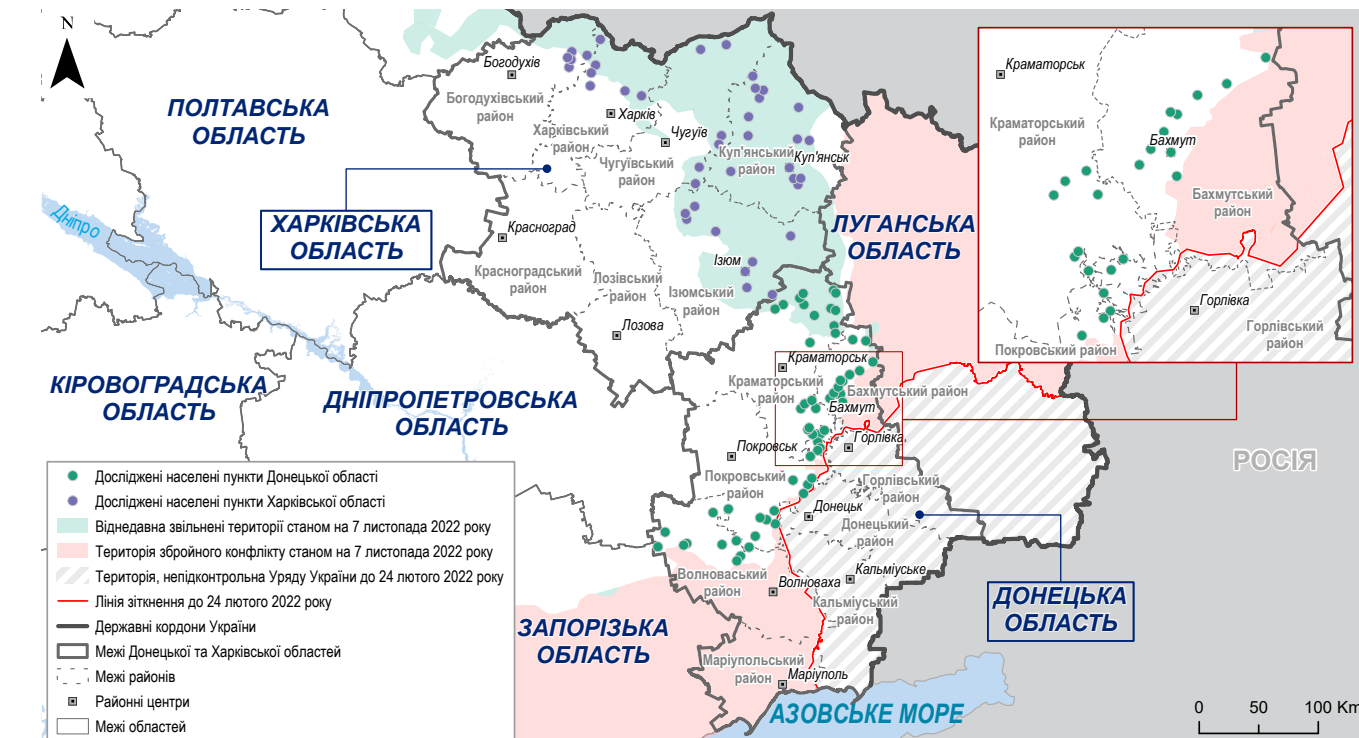 N
Богодухів
ПОЛТАВСЬКА
ОБЛАСТЬ
Богодухівський
район
Харків
Харківський
район
Чугуїв
Чугуївський
район
Куп'янський
район
Куп'янськ
Дніпро
ХАРКІВСЬКА
ОБЛАСТЬ
Красноград
Красноградський
район
Лозівський
район
Ізюм
Ізюмський
район
Лозова
ЛУГАНСЬКА
ОБЛАСТЬ
КІРОВОГРАДСЬКА
ОБЛАСТЬ
ДНІПРОПЕТРОВСЬКА
ОБЛАСТЬ
Краматорськ
Краматорський
район
Бахмутський район
Бахмут
Покровськ
Горлівка
Покровський
район
Горлівський
район
Донецьк
Донецький
район
Волноваський
район
Волноваха
Кальміуське
Кальміуський
район
ДОНЕЦЬКА
ОБЛАСТЬ
ЗАПОРІЗЬКА
ОБЛАСТЬ
Маріупольський
район
Маріуполь
АЗОВСЬКЕ МОРЕ
РОСІЯ
Краматорськ
Краматорський
район
Бахмут
Бахмутський
район
Горлівка
Горлівський
район
Покровський район
Досліджені населені пункти Донецької області
Досліджені населені пункти Харківської області
Віднедавна звільнені території станом на 7 листопада 2022 року
Територія збройного конфлікту станом на 7 листопада 2022 року
Територія, непідконтрольна Уряду України до 24 лютого 2022 року
Лінія зіткнення до 24 лютого 2022 року
Державні кордони України
Межі Донецької та Харківської областей
Межі районів
Районні центри
Межі областей
0 50 100 Km